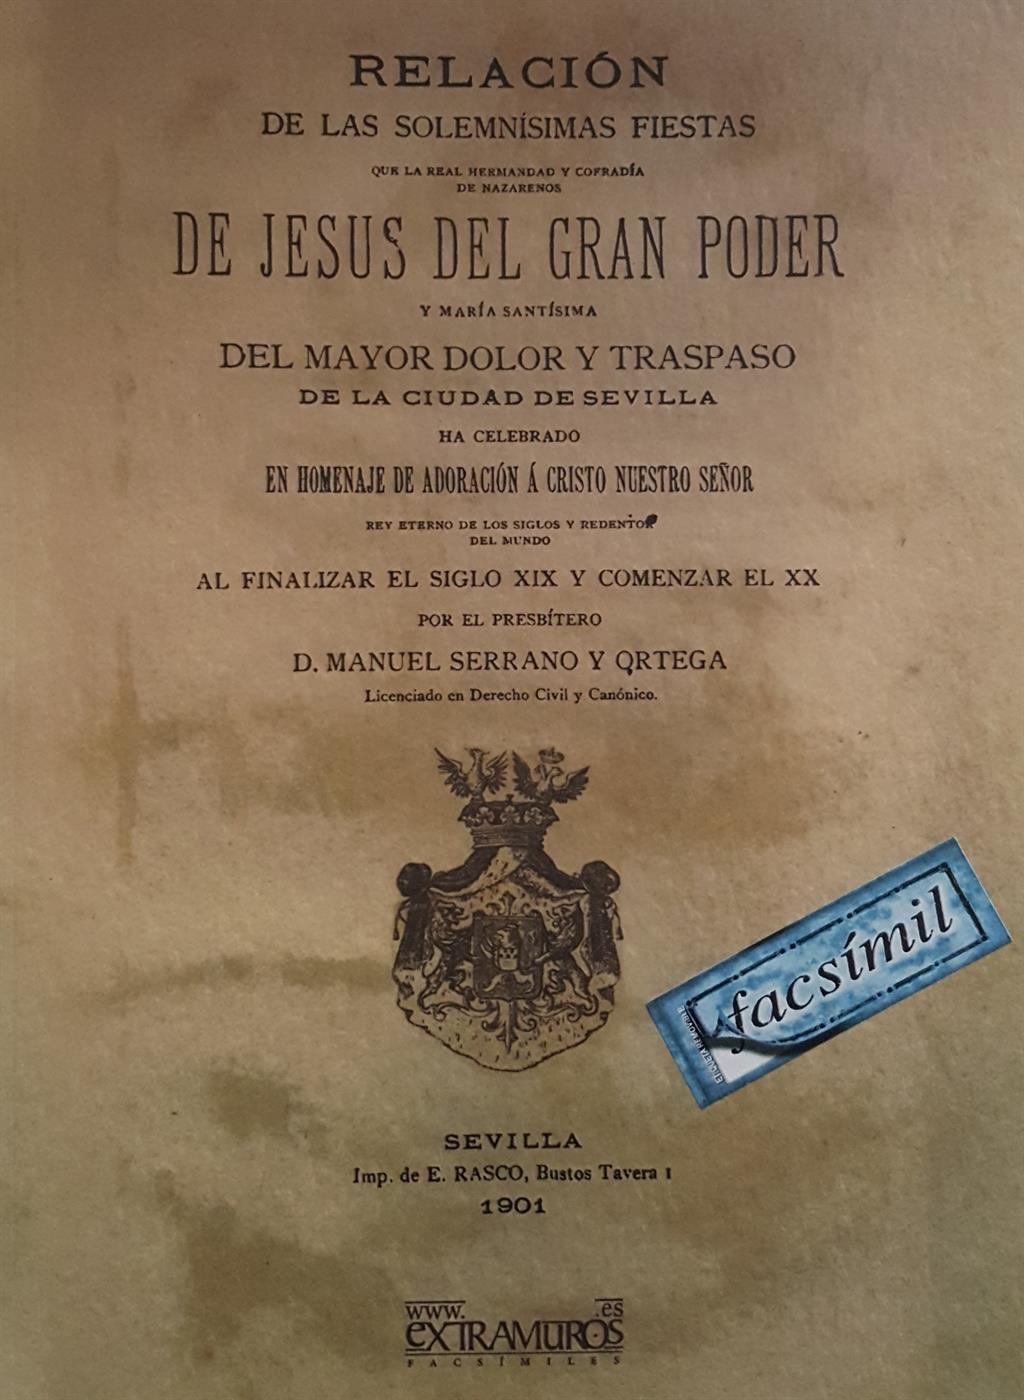 RELACIÓN
DE LAS SOLEMNÍSIMAS FIESTAS
QUE LA REAL HERMANDAD Y COFRADÍA
DE NAZARENOS
DE JESUS DEL GRAN PODER
Y MARÍA SANTÍSIMA
DEL MAYOR DOLOR Y TRASPASO
DE LA CIUDAD DE SEVILLA
HA CELEBRADO
EN HOMENAJE DE ADORACIÓN Á CRISTO NUESTRO SEÑOR
REY ETERNO DE LOS SIGLOS Y REDENTOR
DEL MUNDO
AL FINALIZAR EL SIGLO XIX Y COMENZAR EL XX
POR EL PRESBÍTERO
D. MANUEL SERRANO Y ORTEGA
Licenciado en Derecho Civil y Canónico.
facsímil
ETIQUETA REMOVIBLE
SEVILLA
Imp. de E. RASCO, Bustos Tavera 1
1901
www. .es
EXTRAMUROS
FACSÍMILES